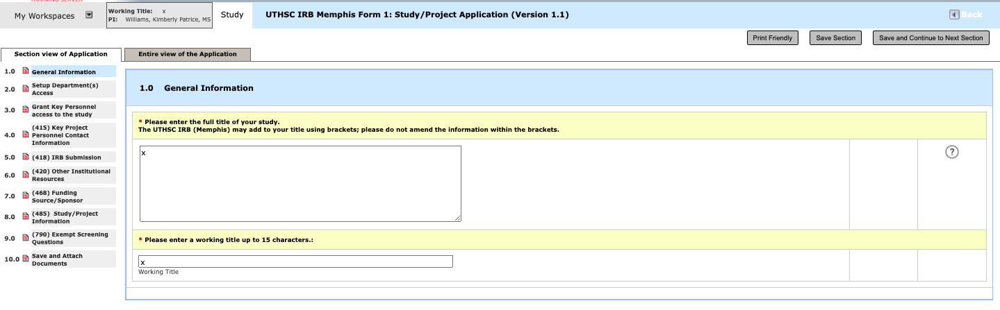 TRAINING SERVER
My Workspaces
Working Title: x
PI: Williams, Kimberly Patrice, MS
Study
UTHSC IRB Memphis Form 1: Study/Project Application (Version 1.1)
Back
Print Friendly
Save Section
Save and Continue to Next Section
Section view of Application
Entire view of the Application
1.0 General Information
2.0 Setup Department(s)
Access
3.0 Grant Key Personnel
access to the study
4.0 (415) Key Project
Personnel Contact
Information
5.0 (418) IRB Submission
6.0 (420) Other Institutional
Resources
7.0 (468) Funding
Source/Sponsor
8.0 (485) Study/Project
Information
9.0 (790) Exempt Screening
Questions
10.0 Save and Attach
Documents
1.0 General Information
* Please enter the full title of your study.
The UTHSC IRB (Memphis) may add to your title using brackets; please do not amend the information within the brackets.
x
?
* Please enter a working title up to 15 characters.:
x
Working Title